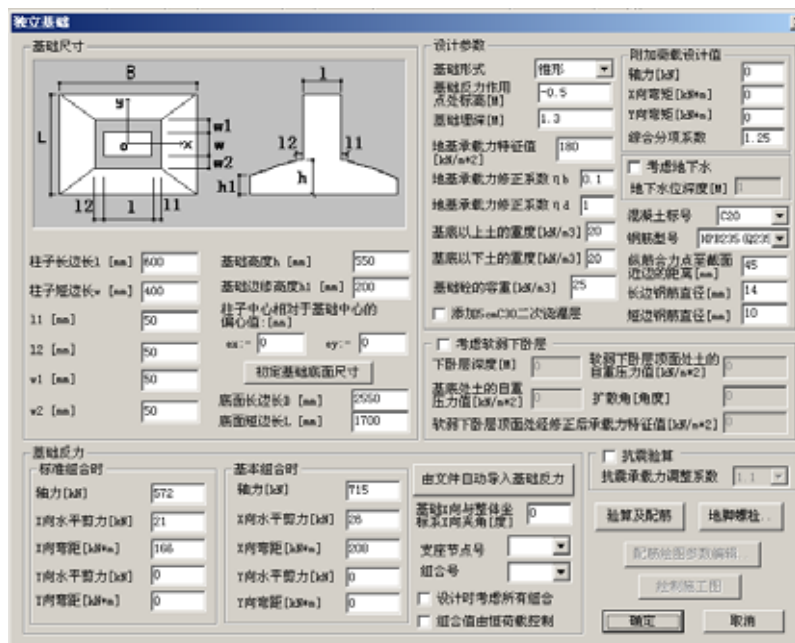 独立基础
基础尺寸
B
y
L
w1
w
w2
o
x
12
1
11
1
12
11
h1
h
柱子长边长l [mm] 600
柱子短边长w [mm] 400
l1 [mm] 50
l2 [mm] 50
w1 [mm] 50
w2 [mm] 50
基础高度h [mm] 550
基础边缘高度h1 [mm] 200
柱子中心相对于基础中心的
偏心值:[mm]
ex:- 0 ey:- 0
初定基础底面尺寸
底面长边长B [mm] 2550
底面短边长L [mm] 1700
设计参数
基础形式 锥形
基础反力作用
点处标高[M] -0.5
基础埋深[M] 1.3
地基承载力特征值
[kN/m*2] 180
地基承载力修正系数ηb 0.1
地基承载力修正系数ηd 1
基底以上土的重度[kN/m3] 20
基底以下土的重度[kN/m3] 20
基础砼的容重[kN/m3] 25
添加5cmC30二次浇灌层
附加荷载设计值
轴力[kN] 0
X向弯矩[kN*m] 0
Y向弯矩[kN*m] 0
综合分项系数 1.25
考虑地下水
地下水位深度[M] 1
混凝土标号 C20
钢筋型号 HPB235(Q235
纵筋合力点至截面
近边的距离[mm] 45
长边钢筋直径[mm] 14
短边钢筋直径[mm] 10
考虑软弱下卧层
下卧层深度[M] 0
软弱下卧层顶面处土的
自重压力值[kN/m*2] 0
基底处土的自重
压力值[kN/m*2] 0
扩散角[角度] 0
软弱下卧层顶面处经修正后承载力特征值[kN/m*2] 0
基础反力
标准组合时
轴力[kN] 572
X向水平剪力[kN] 21
X向弯距[kN*m] 166
Y向水平剪力[kN] 0
Y向弯距[kN*m] 0
基本组合时
轴力[kN] 715
X向水平剪力[kN] 26
X向弯距[kN*m] 208
Y向水平剪力[kN] 0
Y向弯距[kN*m] 0
由文件自动导入基础反力
基础X向与整体坐
标系X向夹角[度] 0
支座节点号
组合号
设计时考虑所有组合
组合值由恒荷载控制
抗震验算
抗震承载力调整系数 1.1
验算及配筋
地脚螺栓..
配筋绘图参数编辑..
绘制施工图
确定
取消